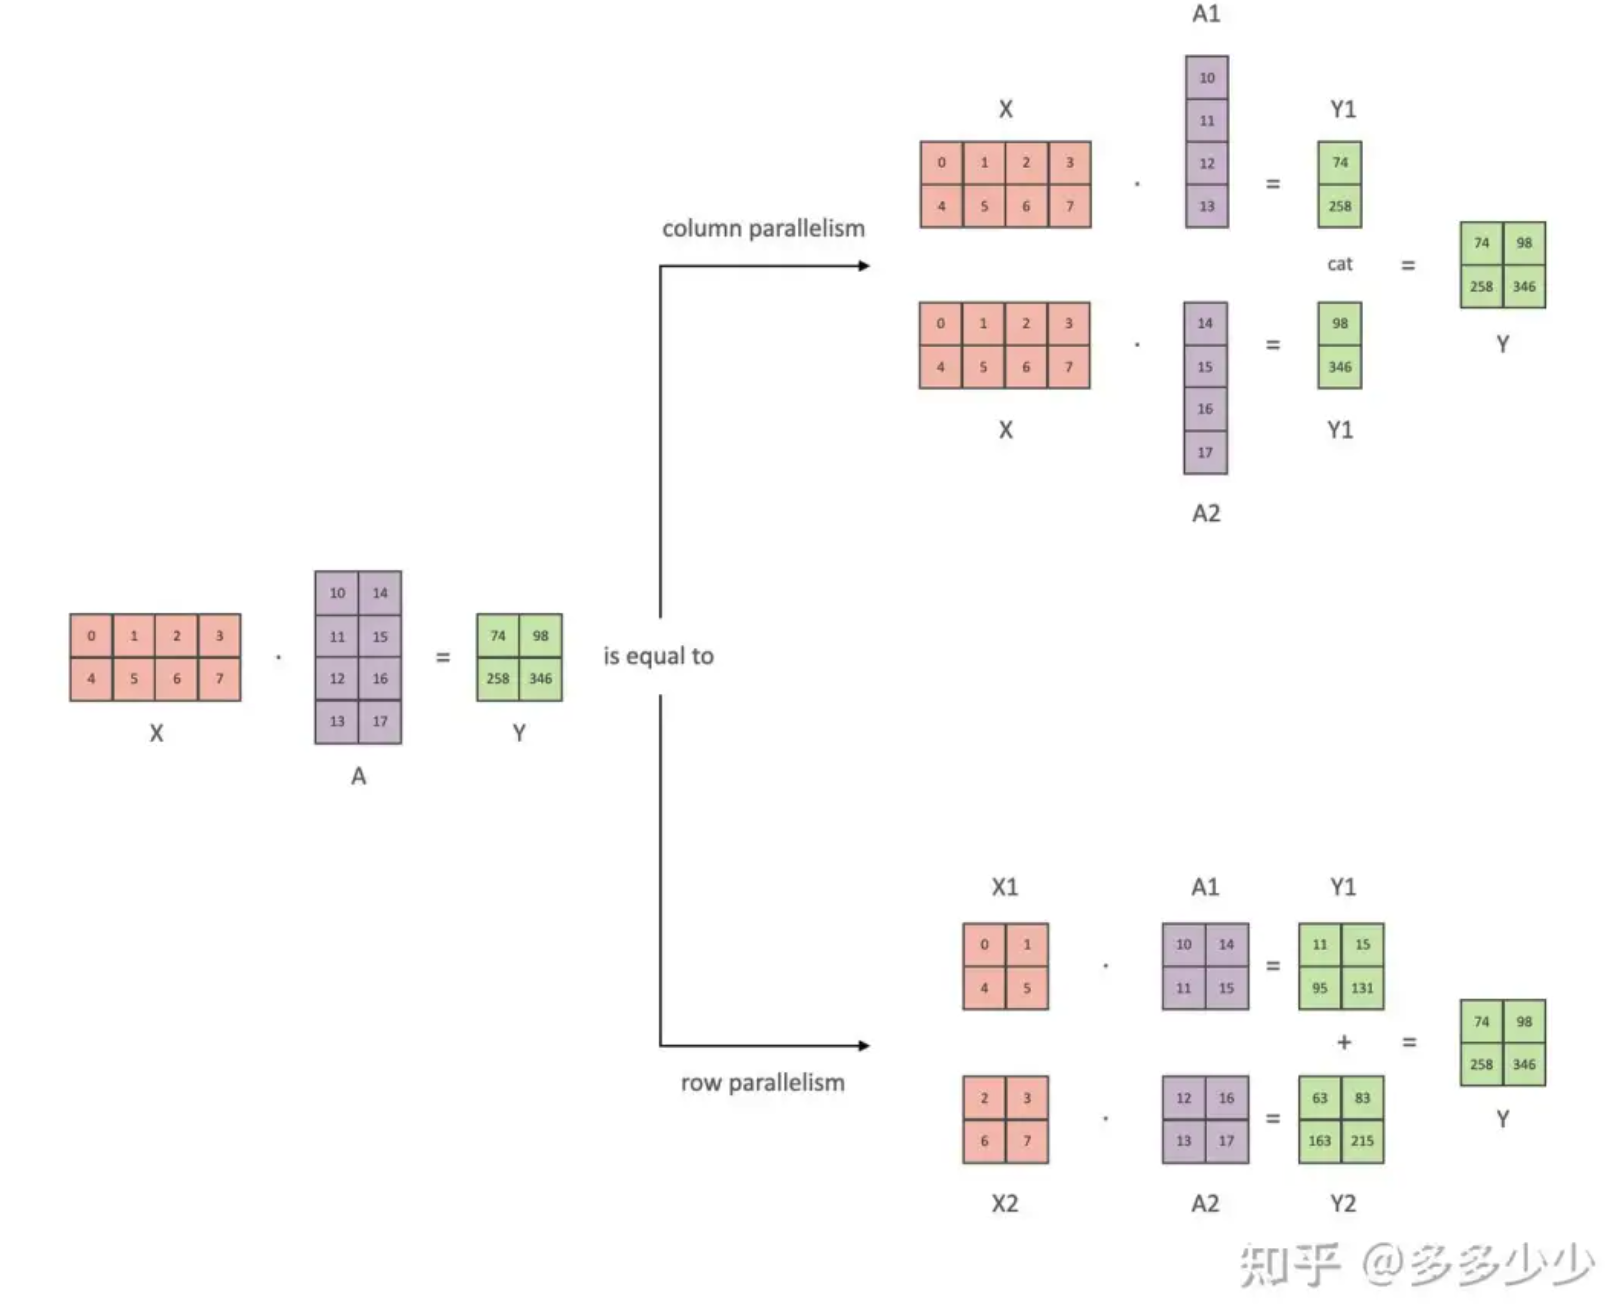 A1
10
11
X
Y1
0 1 2 3
12
74
4 5 6 7
·
13
=
258
column parallelism
cat
=
74 98
258 346
Y
0 1 2 3
14
98
4 5 6 7
·
15
=
346
X
16
Y1
17
A2
10 14
0 1 2 3
11 15
74 98
4 5 6 7
·
12 16
=
258 346
is equal to
13 17
X
Y
A
X1
A1
Y1
0 1
10 14
11 15
4 5
·
11 15
=
95 131
+
=
74 98
258 346
Y
row parallelism
2 3
12 16
63 83
6 7
·
13 17
=
163 215
X2
A2
Y2
知乎 @多多少少